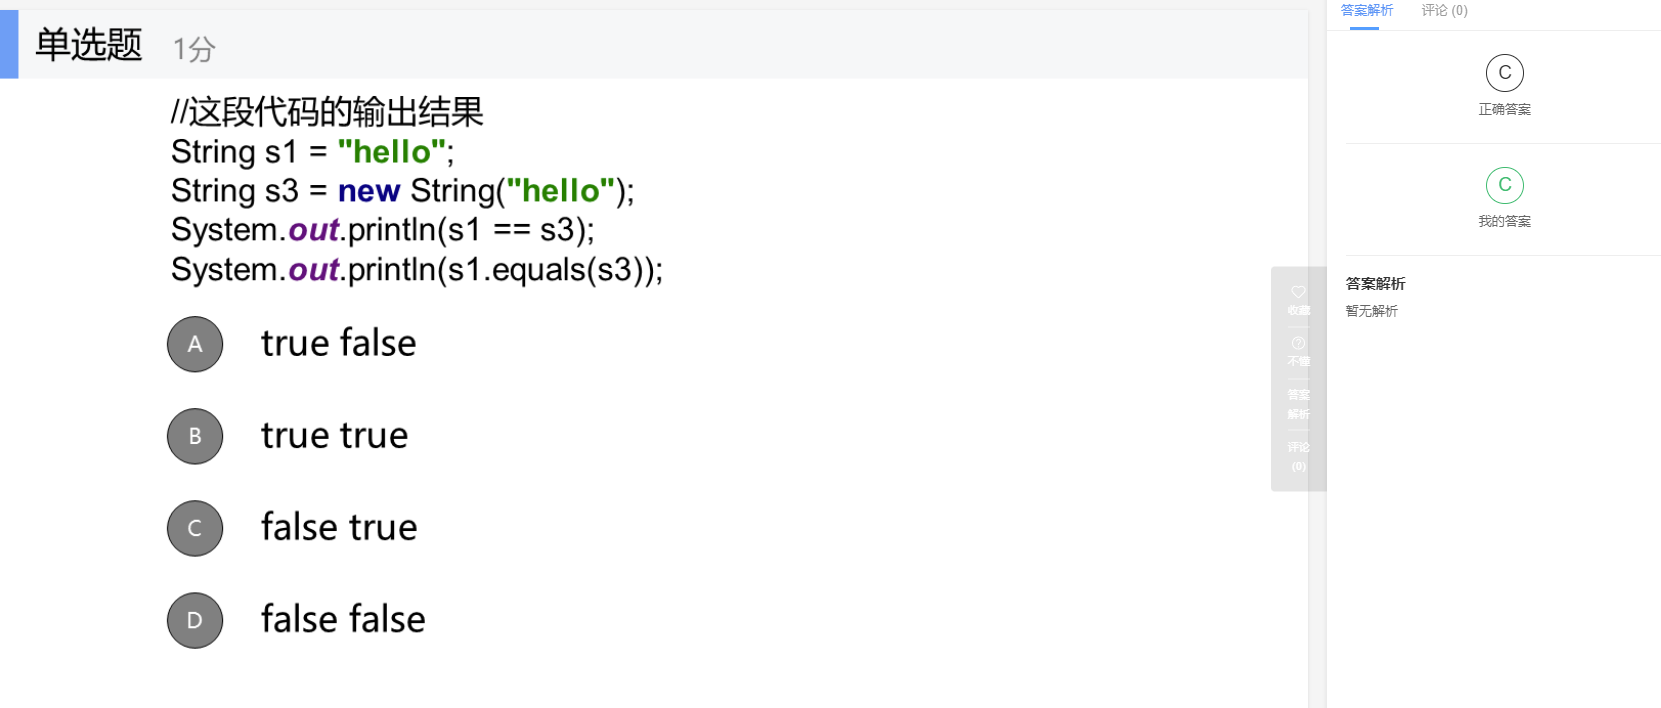 单选题 1分
//这段代码的输出结果
String s1 = "hello";
String s3 = new String("hello");
System.out.println(s1 == s3);
System.out.println(s1.equals(s3));
A true false
B true true
C false true
D false false
收藏
不懂
答案
解析
评论
(0)
答案解析 评论 (0)
C
正确答案
C
我的答案
答案解析
暂无解析